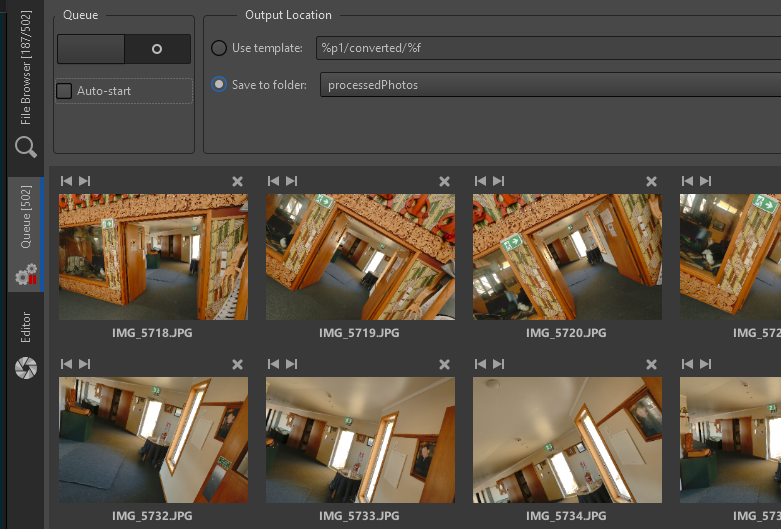 Queue
Output Location
Use template:
%p1/converted/%f
Auto-start
Save to folder:
processedPhotos
File Browser [187/502]
Queue [502]
Editor
IMG_5718.JPG
IMG_5719.JPG
IMG_5720.JPG
IMG_572
IMG_5732.JPG
IMG_5733.JPG
IMG_5734.JPG
IMG_573